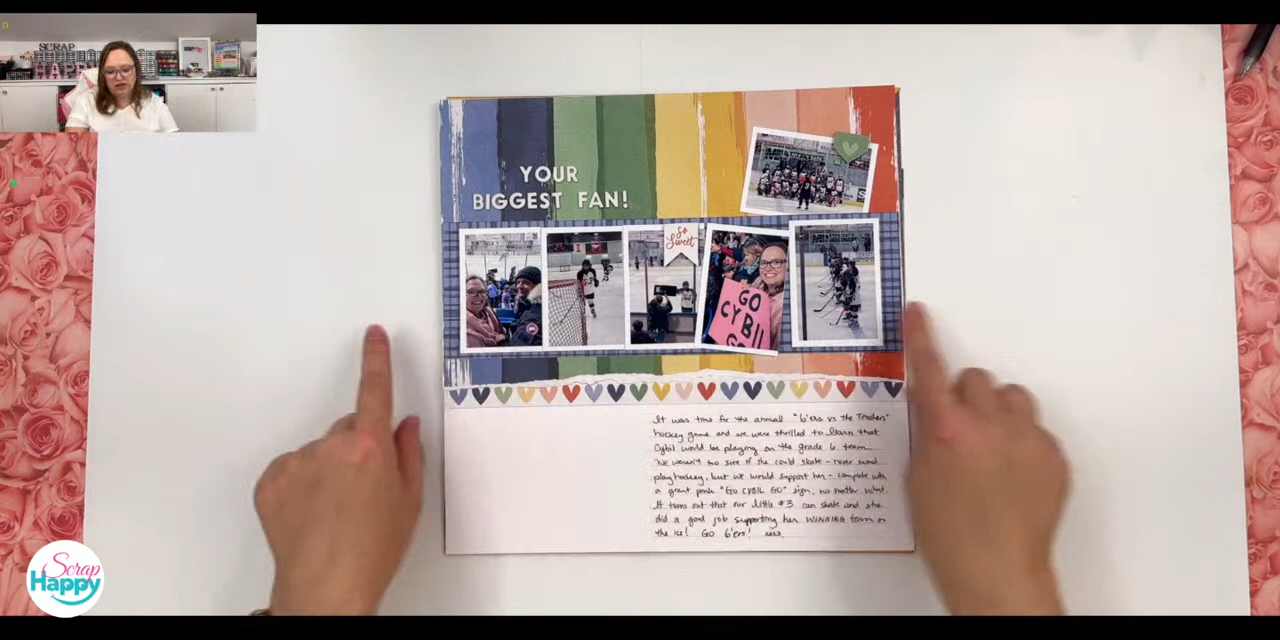 SCRAP
HAPPY
YOUR
BIGGEST FAN!
So
Sweet
GO
CYBIL
GO
It was time for the annual "6'ers vs the Teachers"
hockey game and we were thrilled to learn that
Cybil would be playing on the grade 6 team.
We weren't too sure if she could skate - never mind
play hockey, but we would support her - complete with
a giant pink "GO CYBIL GO" sign, no matter what.
It turns out that our little #3 can skate and she
did a good job supporting her WINNING team on
the ice! GO 6'ers!
Scrap
Happy